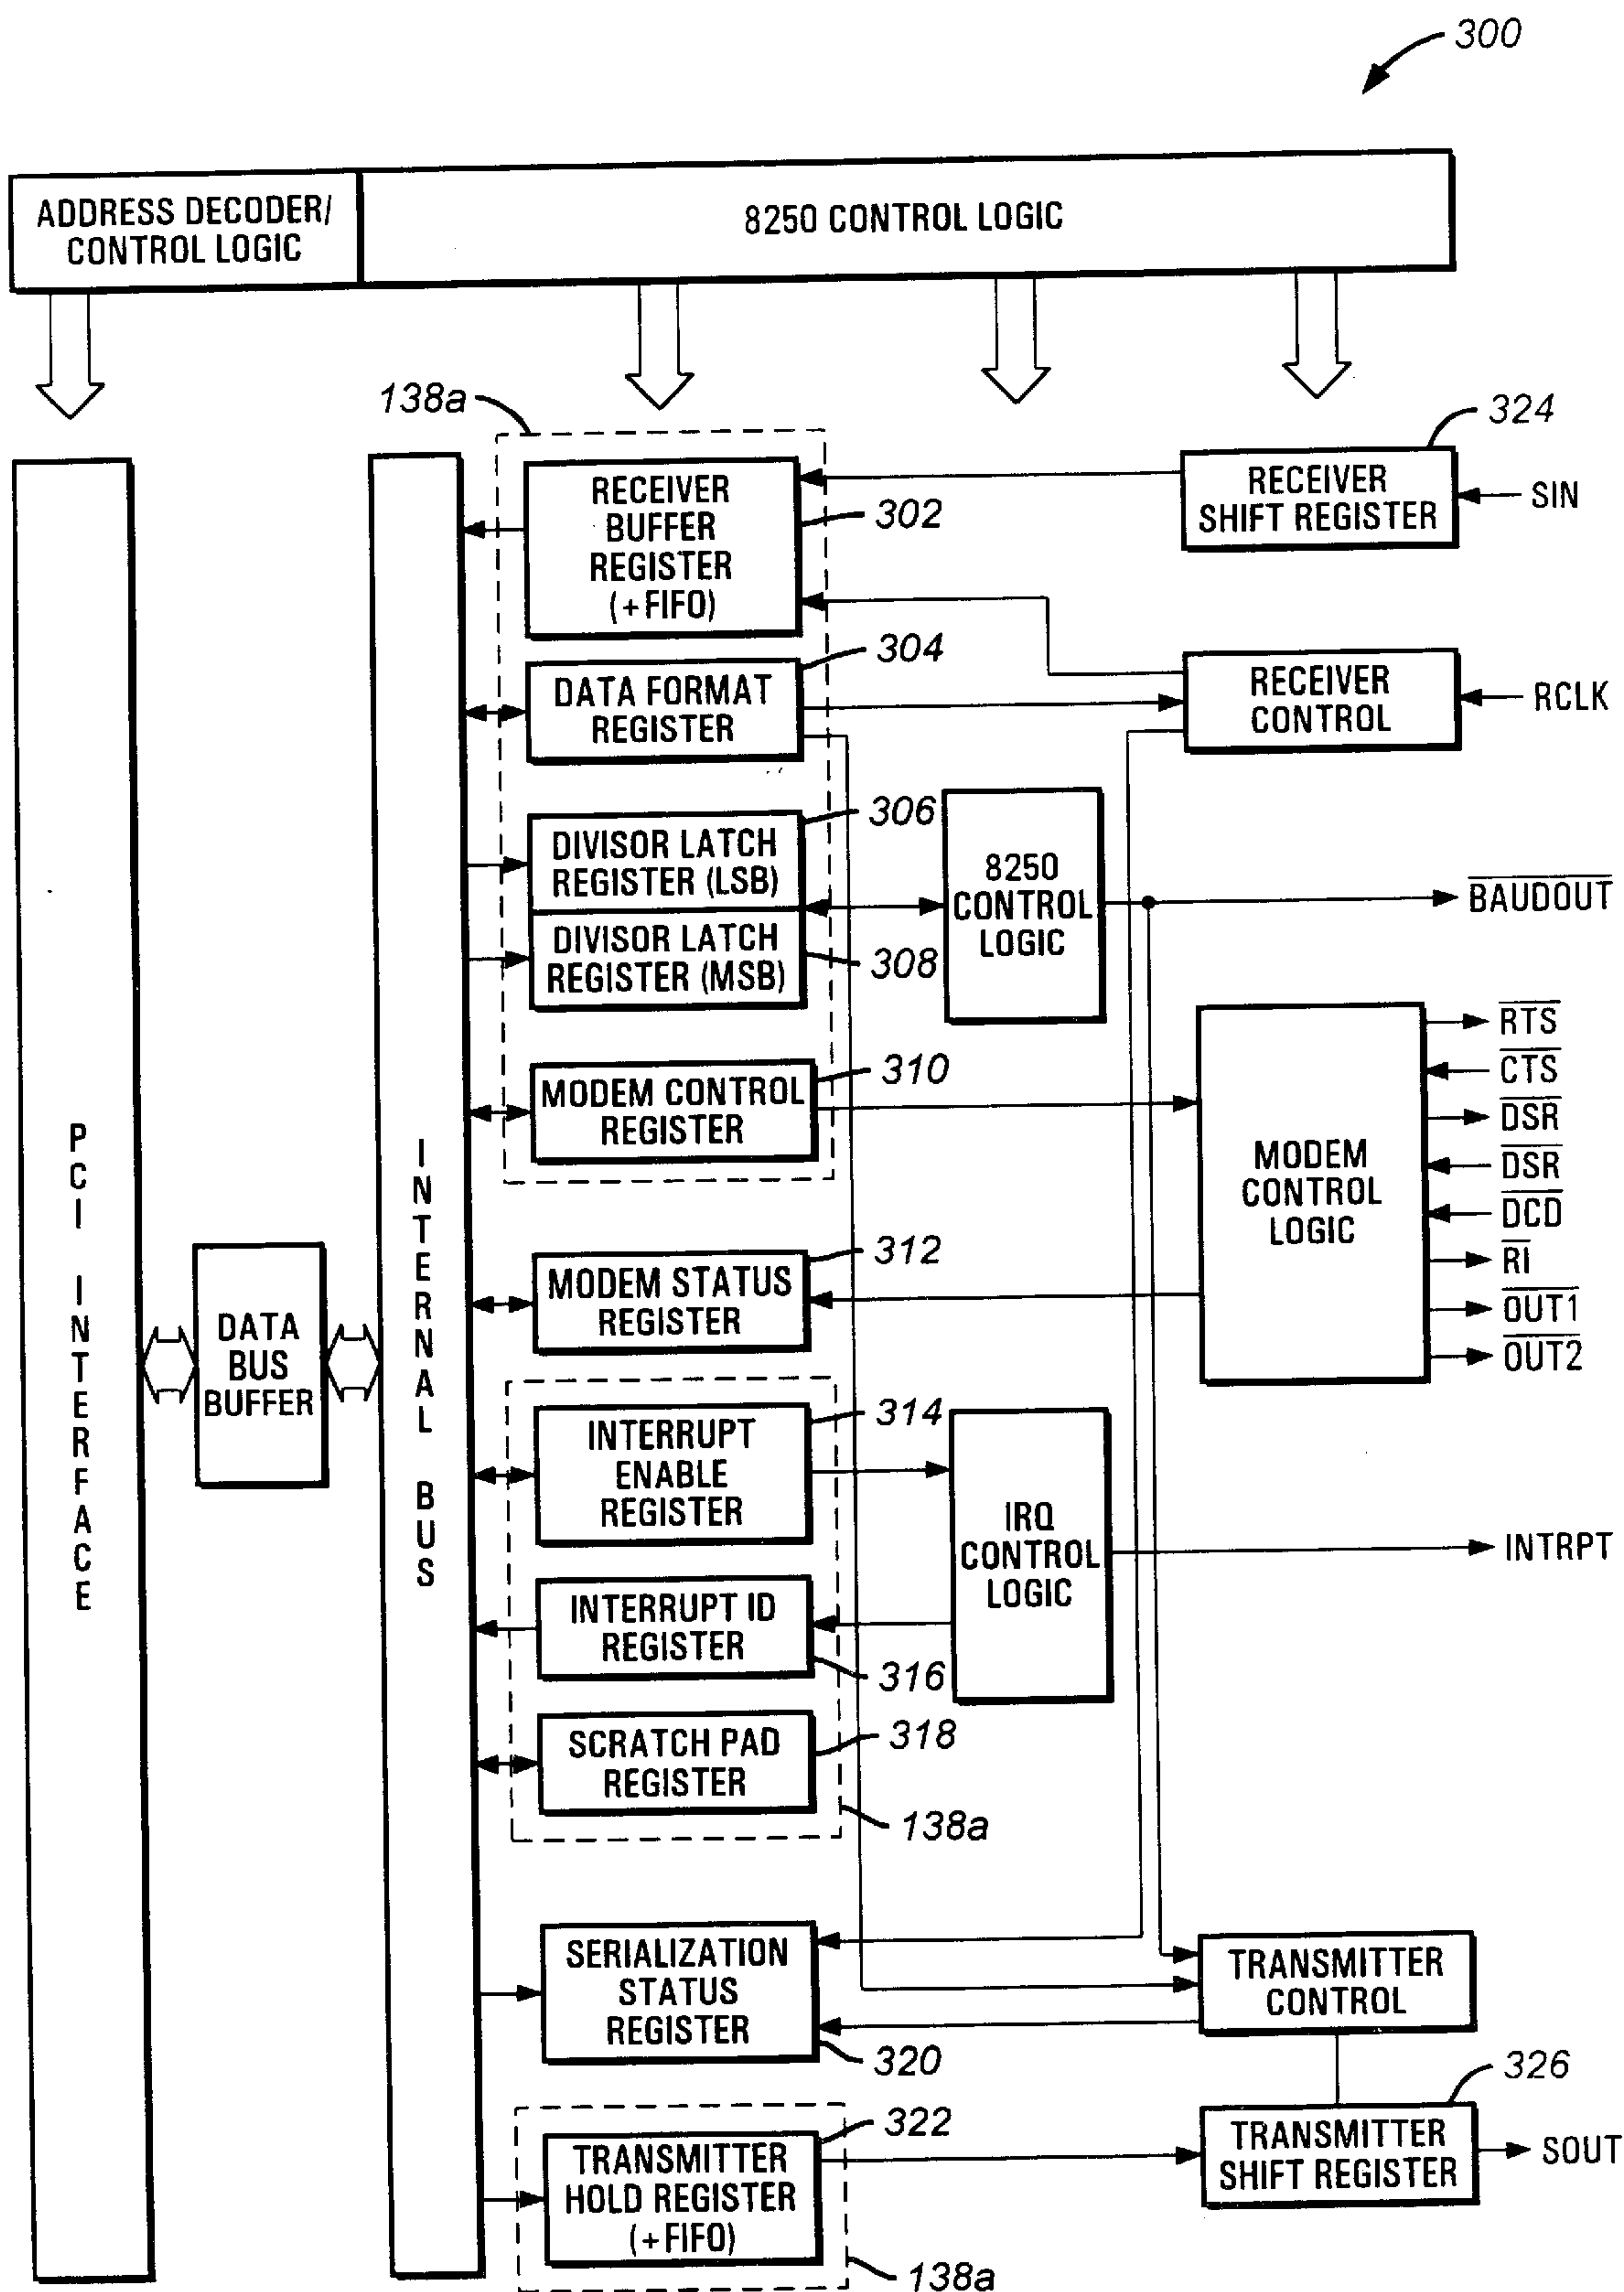 300
ADDRESS DECODER/
CONTROL LOGIC
8250 CONTROL LOGIC
138a
324
RECEIVER
BUFFER
REGISTER
(+FIFO)
302
RECEIVER
SHIFT REGISTER
SIN
304
DATA FORMAT
REGISTER
RECEIVER
CONTROL
RCLK
306
DIVISOR LATCH
REGISTER (LSB)
DIVISOR LATCH
REGISTER (MSB)
308
8250
CONTROL
LOGIC
BAUDOUT
310
MODEM CONTROL
REGISTER
MODEM
CONTROL
LOGIC
RTS
CTS
DSR
DSR
DCD
RI
OUT1
OUT2
PCI INTERFACE
DATA
BUS
BUFFER
INTERNAL BUS
312
MODEM STATUS
REGISTER
314
INTERRUPT
ENABLE
REGISTER
IRQ
CONTROL
LOGIC
INTRPT
INTERRUPT ID
REGISTER
316
SCRATCH PAD
REGISTER
318
138a
SERIALIZATION
STATUS
REGISTER
320
TRANSMITTER
CONTROL
326
322
TRANSMITTER
HOLD REGISTER
(+FIFO)
TRANSMITTER
SHIFT REGISTER
SOUT
138a